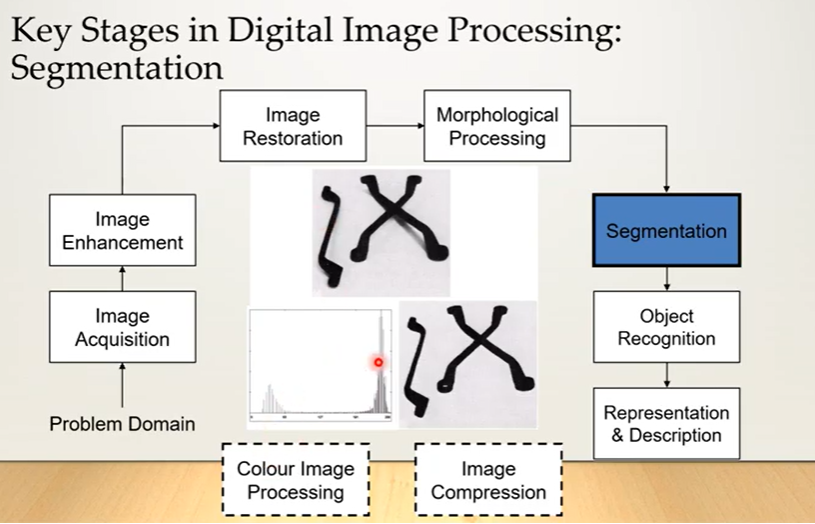 Key Stages in Digital Image Processing:
Segmentation
Image
Restoration
Morphological
Processing
Image
Enhancement
Segmentation
Image
Acquisition
Object
Recognition
Problem Domain
Representation
& Description
Colour Image
Processing
Image
Compression